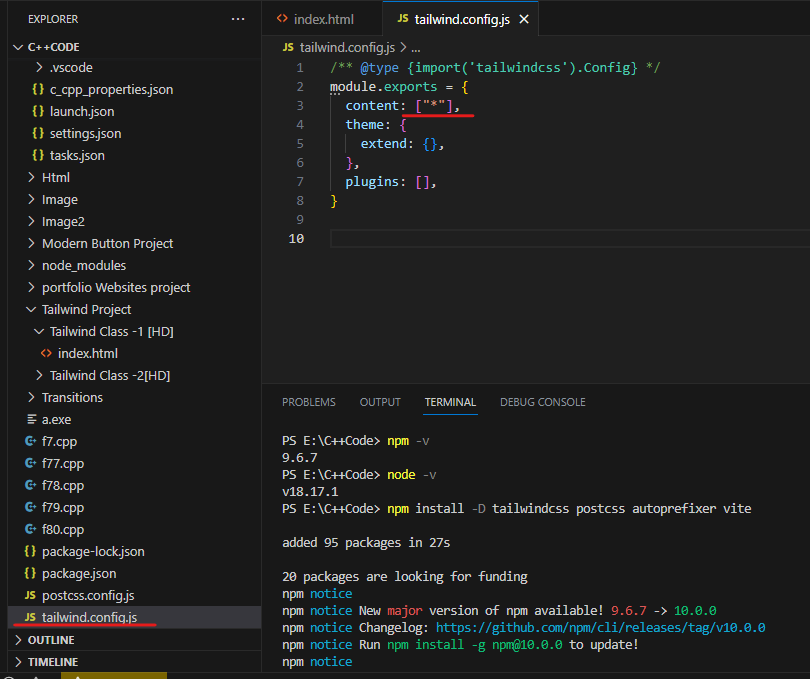 EXPLORER
C++CODE
.vscode
c_cpp_properties.json
launch.json
settings.json
tasks.json
Html
Image
Image2
Modern Button Project
node_modules
portfolio Websites project
Tailwind Project
Tailwind Class -1 [HD]
index.html
Tailwind Class -2[HD]
Transitions
a.exe
f7.cpp
f77.cpp
f78.cpp
f79.cpp
f80.cpp
package-lock.json
package.json
JS postcss.config.js
JS tailwind.config.js
OUTLINE
TIMELINE
index.html
JS tailwind.config.js
JS tailwind.config.js > ...
1 /** @type {import('tailwindcss').Config} */
2 module.exports = {
3 content: ["*"],
4 theme: {
5 extend: {},
6 },
7 plugins: [],
8 }
9
10
PROBLEMS OUTPUT TERMINAL DEBUG CONSOLE
PS E:\C++Code> npm -v
9.6.7
PS E:\C++Code> node -v
v18.17.1
PS E:\C++Code> npm install -D tailwindcss postcss autoprefixer vite
added 95 packages in 27s
20 packages are looking for funding
npm notice
npm notice New major version of npm available! 9.6.7 -> 10.0.0
npm notice Changelog: https://github.com/npm/cli/releases/tag/v10.0.0
npm notice Run npm install -g npm@10.0.0 to update!
npm notice